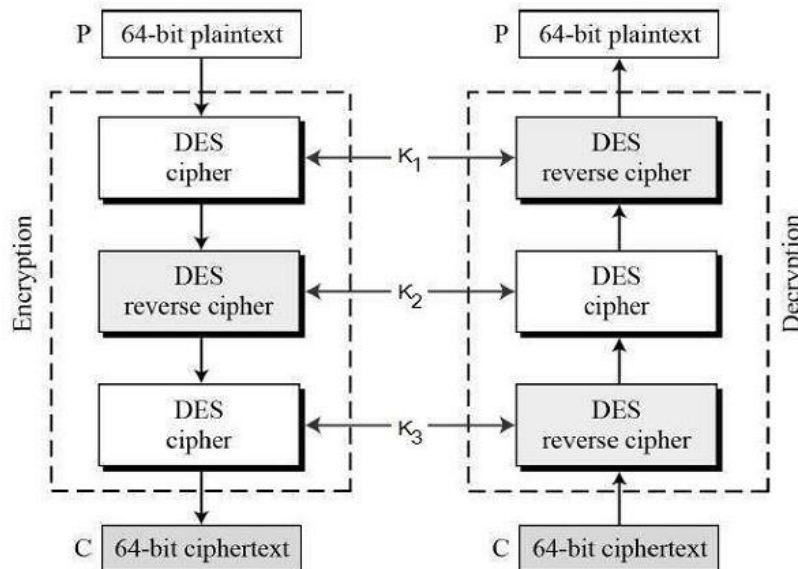 P 64-bit plaintext
P 64-bit plaintext
Encryption
DES
cipher
K1
DES
reverse cipher
DES
reverse cipher
K2
DES
cipher
DES
cipher
K3
DES
reverse cipher
Decryption
C 64-bit ciphertext
C 64-bit ciphertext